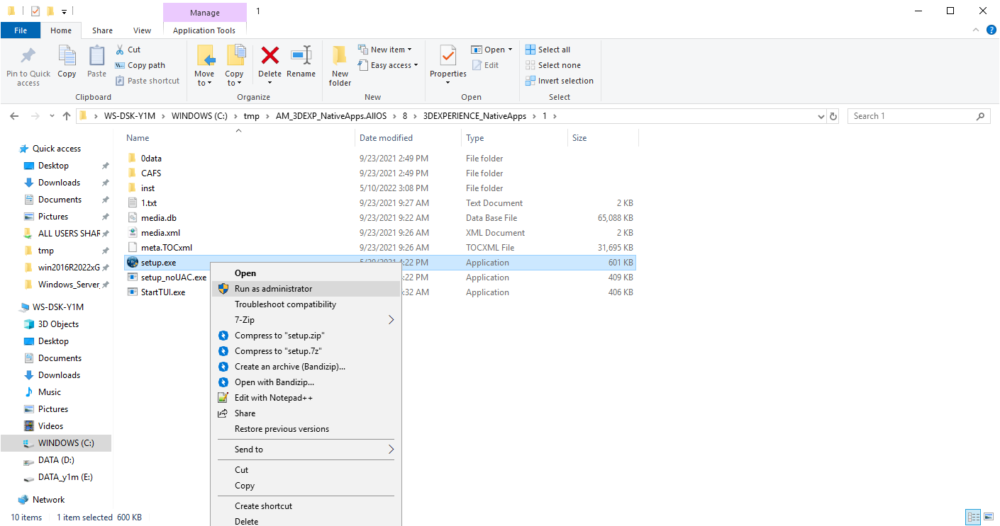 Manage
1
File
Home
Share
View
Application Tools
Pin to Quick access
Copy
Paste
Cut
Copy path
Paste shortcut
Clipboard
Move to
Copy to
Delete
Rename
Organize
New folder
New item
Easy access
New
Properties
Open
Edit
Open
Select all
Select none
Invert selection
Select
WS-DSK-Y1M > WINDOWS (C:) > tmp > AM_3DEXP_NativeApps.AllOS > 8 > 3DEXPERIENCE_NativeApps > 1 >
Search 1
Name Date modified Type Size
0data 9/23/2021 2:49 PM File folder
CAFS 9/23/2021 2:49 PM File folder
inst 5/10/2022 3:08 PM File folder
1.txt 9/23/2021 9:27 AM Text Document 2 KB
media.db 9/23/2021 9:22 AM Data Base File 65,088 KB
media.xml 9/23/2021 9:26 AM XML Document 2 KB
meta.TOCxml 9/23/2021 9:26 AM TOCXML File 31,695 KB
setup.exe 4:22 PM Application 601 KB
setup_noUAC.exe :22 PM Application 409 KB
StartTUI.exe :32 AM Application 406 KB
Quick access
Desktop
Downloads
Documents
Pictures
ALL USERS SHAR
tmp
win2016R2022xG
Windows_Server_
WS-DSK-Y1M
3D Objects
Desktop
Documents
Downloads
Music
Pictures
Videos
WINDOWS (C:)
DATA (D:)
DATA_y1m (E:)
Network
Open
Run as administrator
Troubleshoot compatibility
7-Zip
Compress to "setup.zip"
Compress to "setup.7z"
Create an archive (Bandizip)...
Open with Bandizip...
Edit with Notepad++
Share
Restore previous versions
Send to
Cut
Copy
Create shortcut
Delete
10 items 1 item selected 600 KB